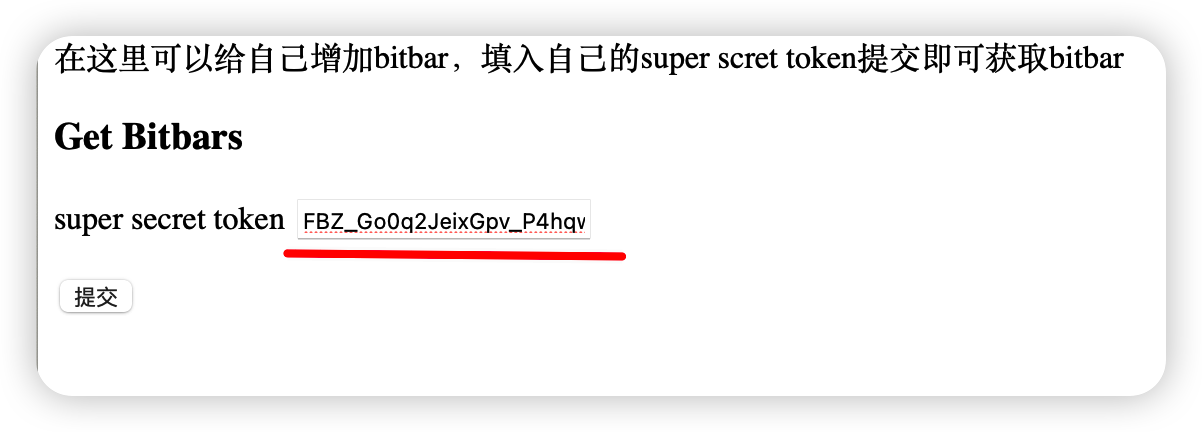 在这里可以给自己增加bitbar，填入自己的super scret token提交即可获取bitbar
Get Bitbars
super secret token FBZ_Go0q2JeixGpv_P4hqw
提交